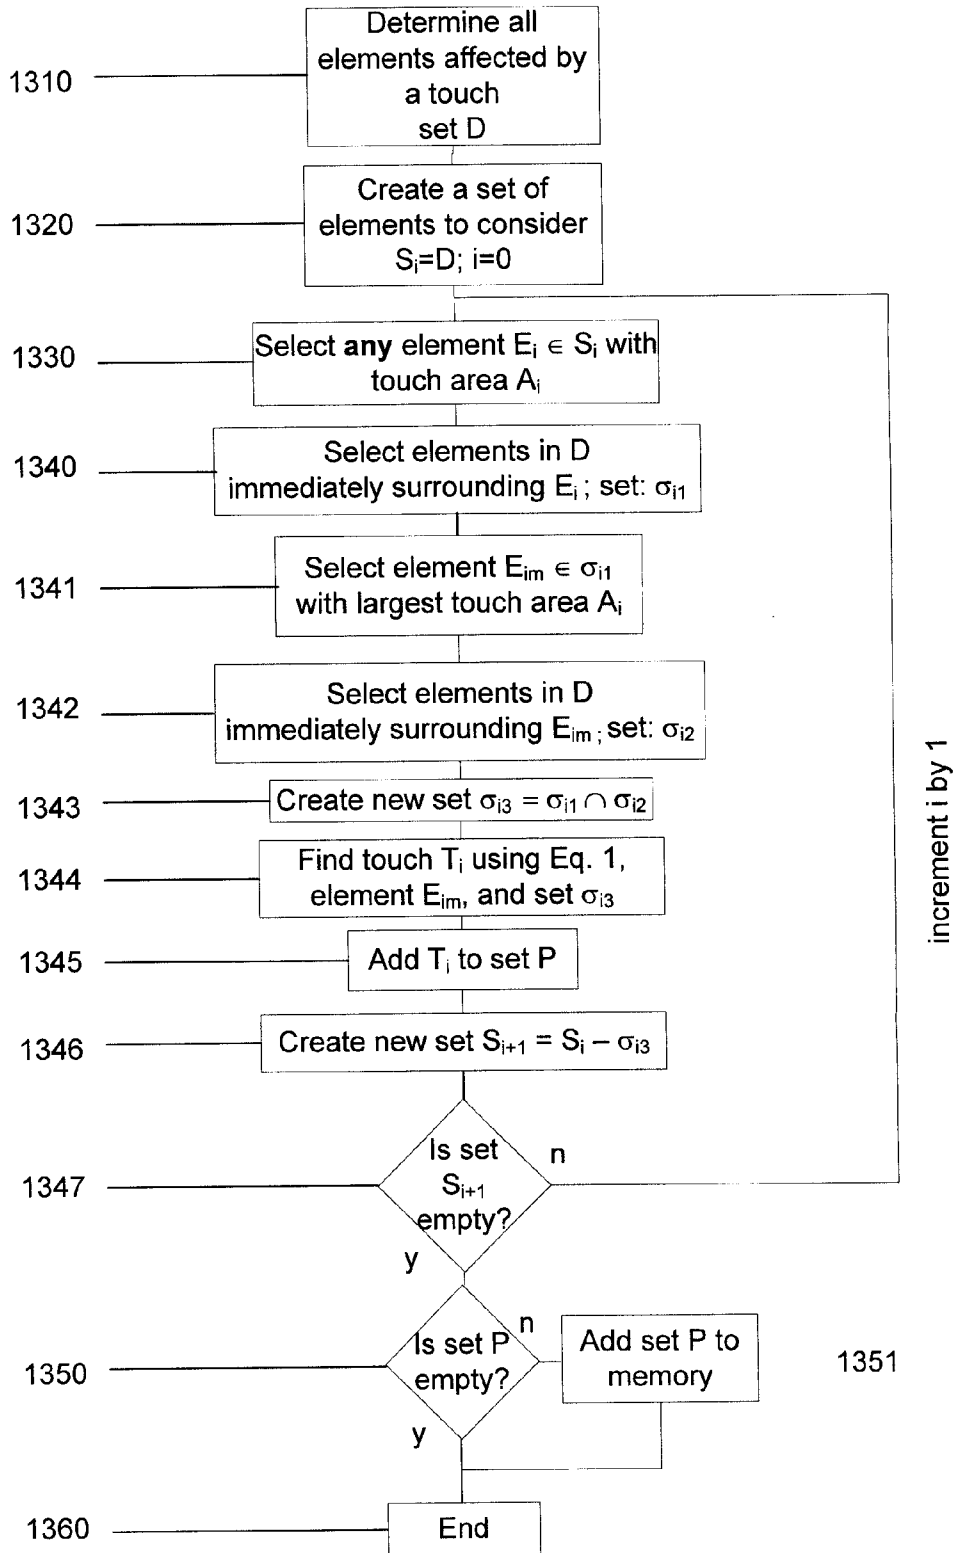 Determine all
elements affected by
a touch
set D
1310
Create a set of
elements to consider
Sᵢ=D; i=0
1320
Select any element Eᵢ ∈ Sᵢ with
touch area Aᵢ
1330
Select elements in D
immediately surrounding Eᵢ ; set: σᵢ₁
1340
Select element Eᵢₘ ∈ σᵢ₁
with largest touch area Aᵢ
1341
Select elements in D
immediately surrounding Eᵢₘ ; set: σᵢ₂
1342
Create new set σᵢ₃ = σᵢ₁ ∩ σᵢ₂
1343
Find touch Tᵢ using Eq. 1,
element Eᵢₘ, and set σᵢ₃
1344
Add Tᵢ to set P
1345
Create new set Sᵢ₊₁ = Sᵢ – σᵢ₃
1346
Is set
Sᵢ₊₁
empty?
n
y
1347
increment i by 1
Is set P
empty?
n
y
1350
Add set P to
memory
1351
End
1360